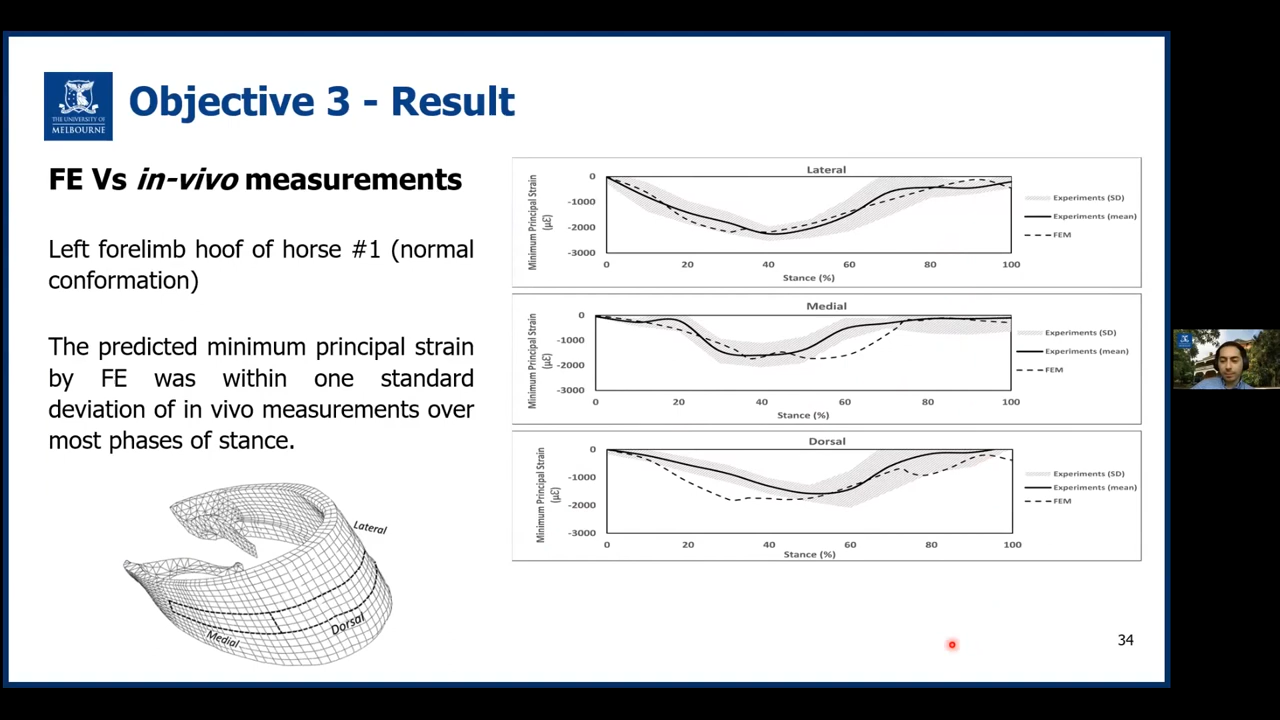 THE UNIVERSITY OF
MELBOURNE
Objective 3 - Result
FE Vs in-vivo measurements
Left forelimb hoof of horse #1 (normal
conformation)
The predicted minimum principal strain
by FE was within one standard
deviation of in vivo measurements over
most phases of stance.
Lateral
Medial
Dorsal
Lateral
Minimum Principal Strain
(µƐ)
0
-1000
-2000
-3000
0 20 40 60 80 100
Stance (%)
Experiments (SD)
Experiments (mean)
FEM
Medial
Minimum Principal Strain
(µƐ)
0
-1000
-2000
-3000
0 20 40 60 80 100
Stance (%)
Experiments (SD)
Experiments (mean)
FEM
Dorsal
Minimum Principal Strain
(µƐ)
0
-1000
-2000
-3000
0 20 40 60 80 100
Stance (%)
Experiments (SD)
Experiments (mean)
FEM
34